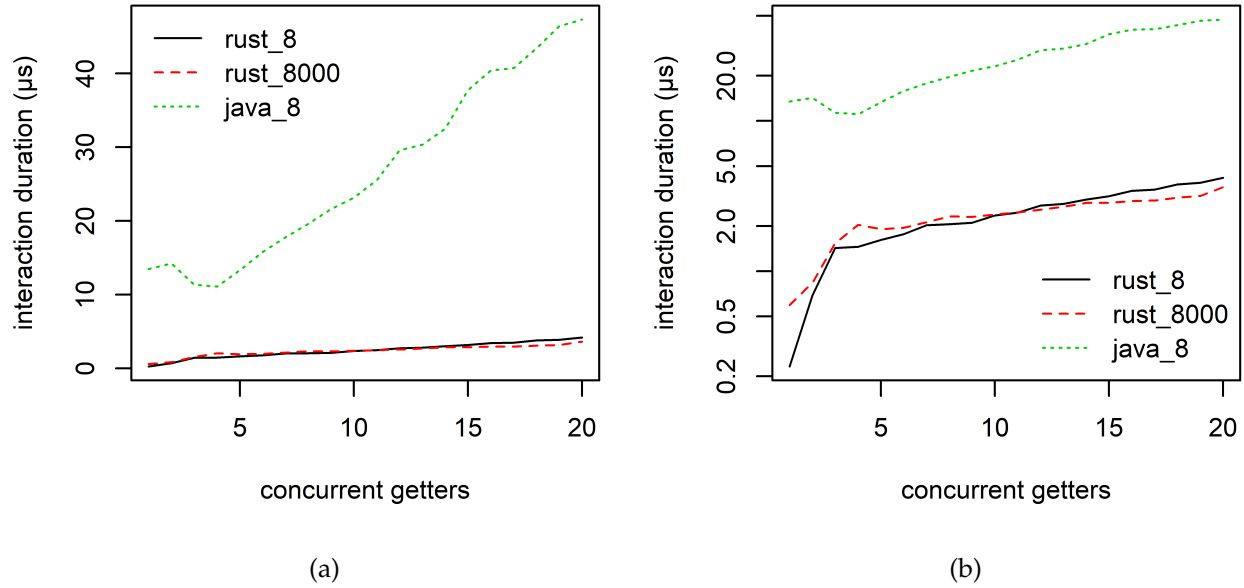 rust_8
rust_8000
java_8
interaction duration (µs)
40
30
20
10
0
5
10
15
20
concurrent getters
(a)
interaction duration (µs)
20.0
5.0
2.0
0.5
0.2
rust_8
rust_8000
java_8
5
10
15
20
concurrent getters
(b)